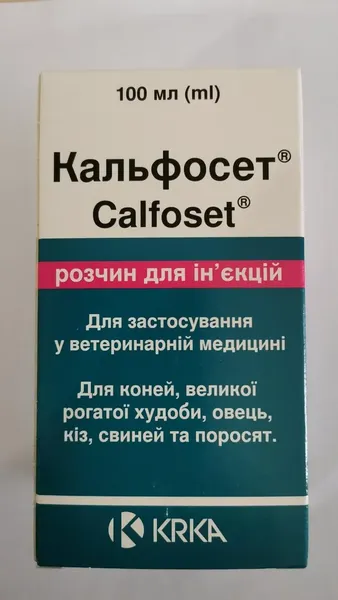 100 мл (ml)
Кальфосет®
Calfoset®
розчин для ін'єкцій
Для застосування
у ветеринарній медицині
Для коней, великої
рогатої худоби, овець,
кіз, свиней та поросят.
KRKA